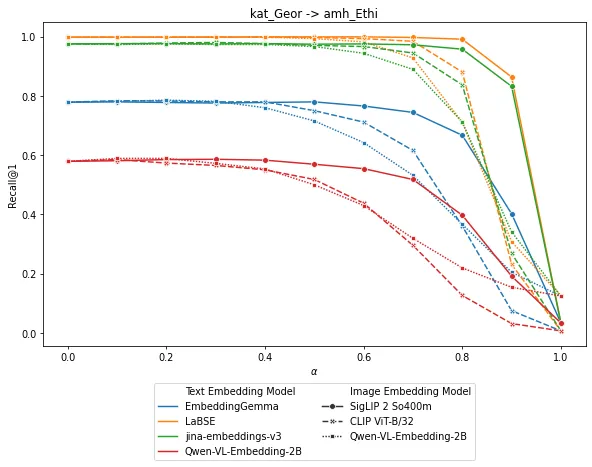 kat_Geor -> amh_Ethi
1.0
0.8
0.6
0.4
0.2
0.0
Recall@1
0.0 0.2 0.4 0.6 0.8 1.0
α
Text Embedding Model Image Embedding Model
EmbeddingGemma SigLIP 2 So400m
LaBSE CLIP ViT-B/32
jina-embeddings-v3 Qwen-VL-Embedding-2B
Qwen-VL-Embedding-2B